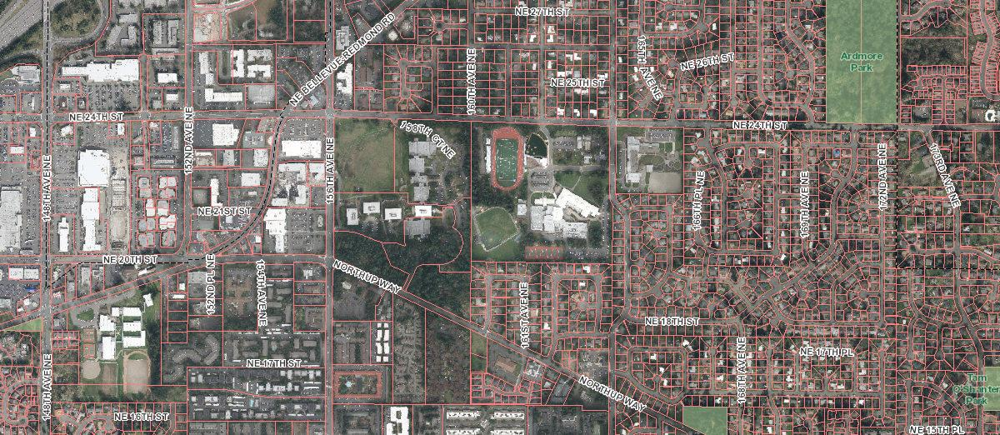 NE 27TH ST
NE BELLEVUE-REDMOND RD
165TH AVE NE
NE 26TH ST
Ardmore
Park
160TH AVE NE
NE 25TH ST
NE 24TH ST
152ND AVE NE
158TH CT NE
NE 24TH ST
148TH AVE NE
156TH AVE NE
166TH PL NE
169TH AVE NE
172ND AVE NE
173RD AVE NE
NE 21ST ST
NE 20TH ST
152ND PL NE
154TH AVE NE
NORTHUP WAY
161ST AVE NE
NE 18TH ST
148TH AVE NE
NE 17TH ST
168TH AVE NE
NE 17TH PL
NORTHUP WAY
Tam
O'Shanter
Park
NE 16TH ST
NE 15TH PL